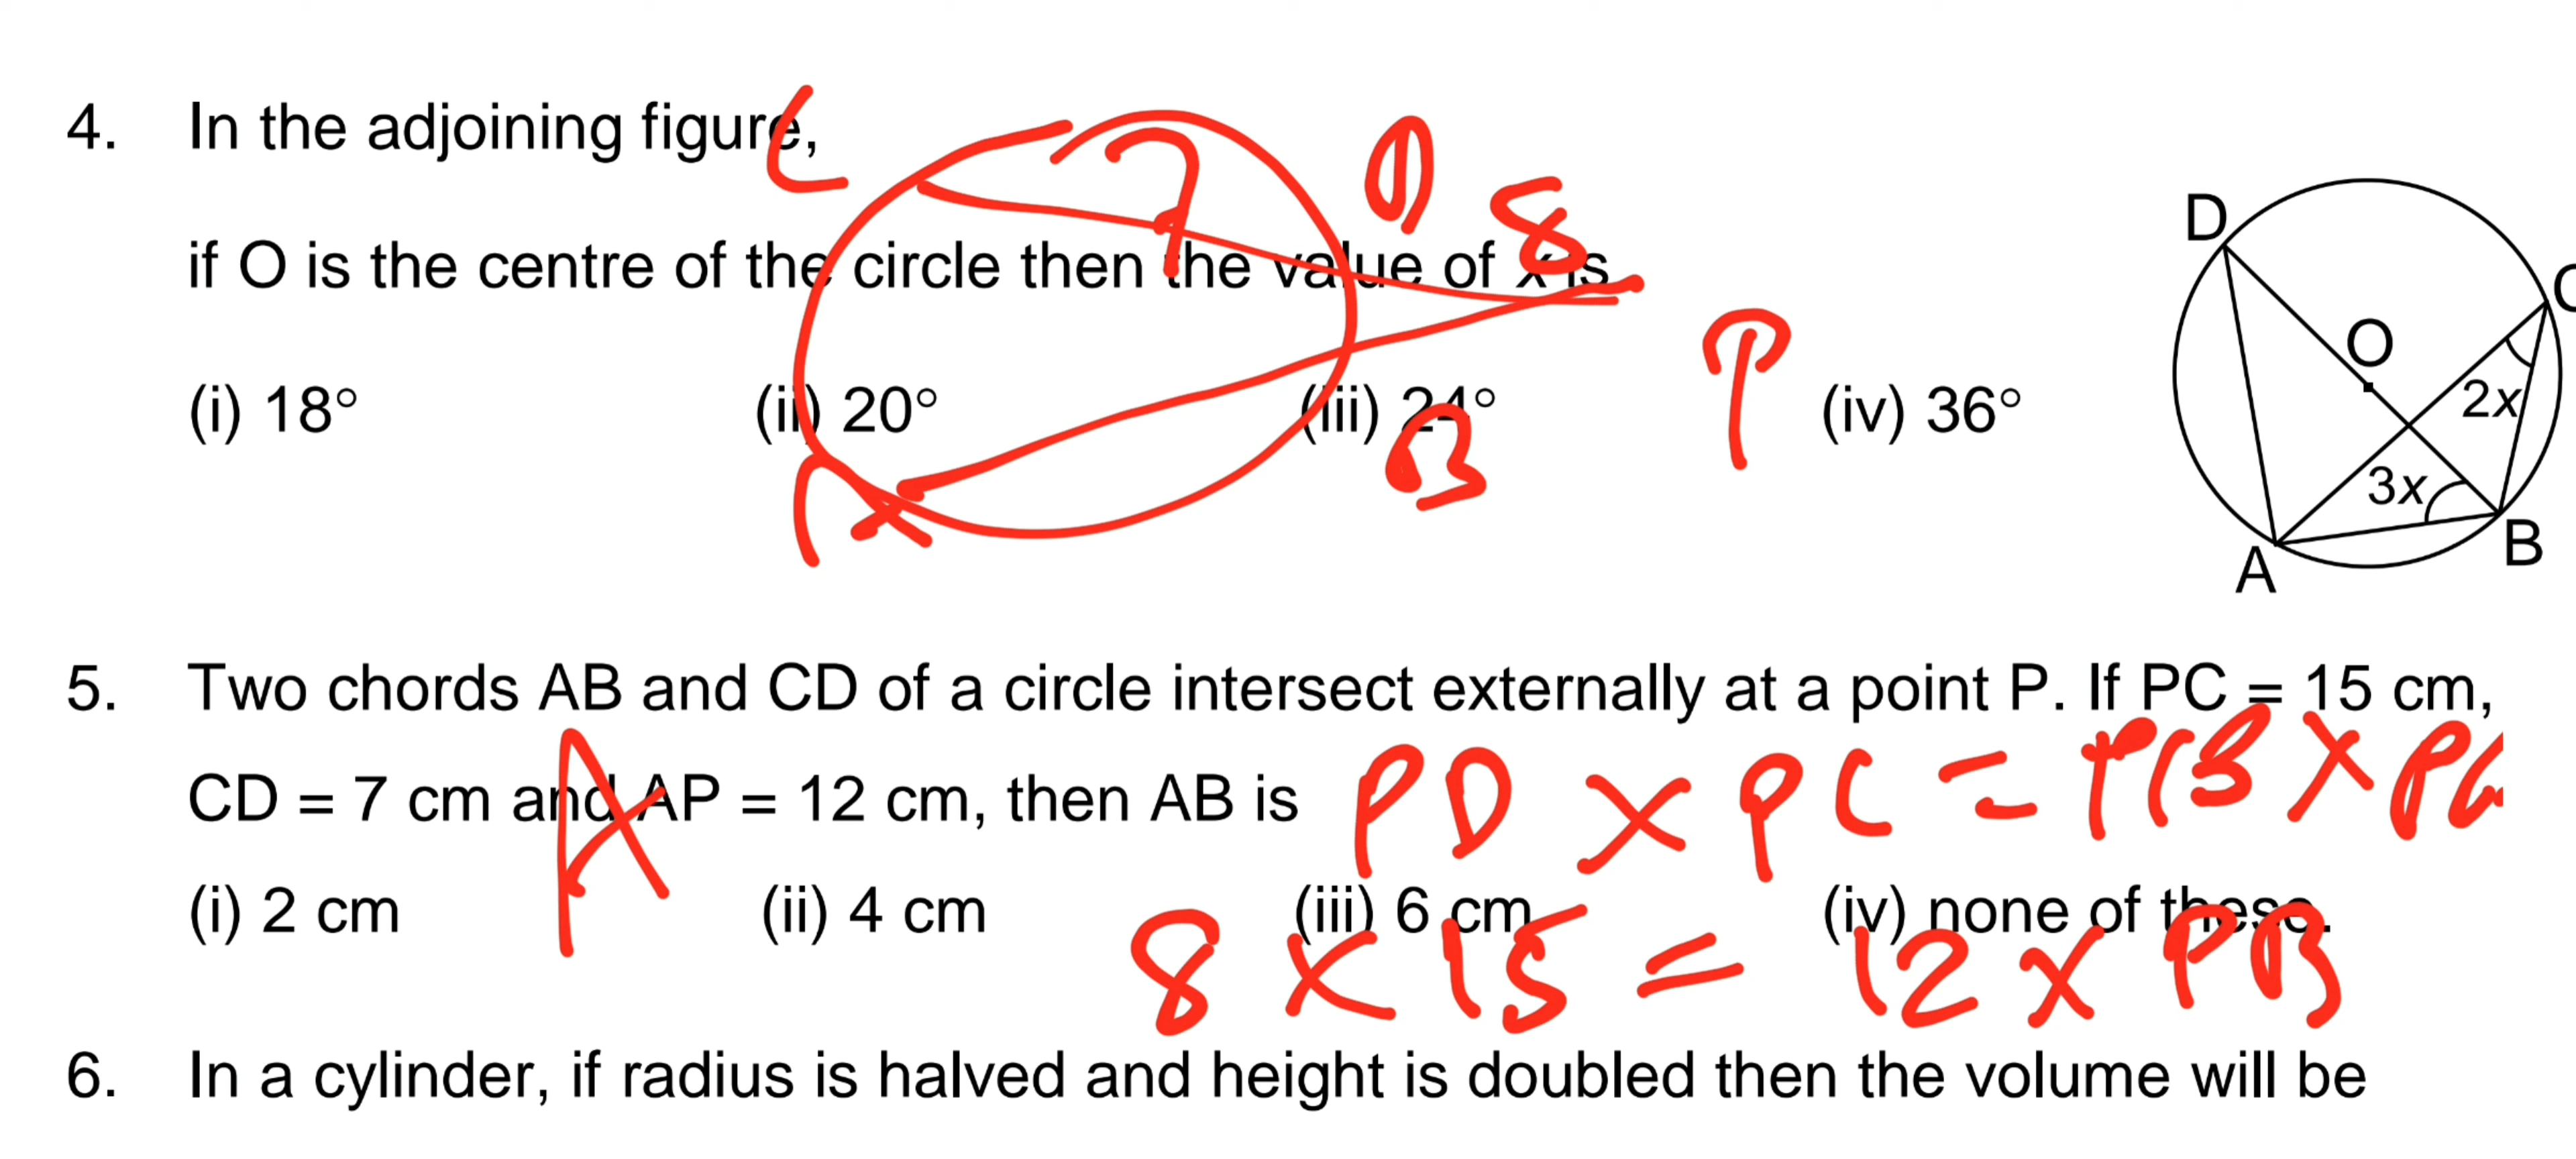 4. In the adjoining figure,
C 7 D 8
if O is the centre of the circle then the value of x is
P
(i) 18° (ii) 20° (iii) 24° (iv) 36°
B
D C O 2x 3x A B
5. Two chords AB and CD of a circle intersect externally at a point P. If PC = 15 cm,
CD = 7 cm and AP = 12 cm, then AB is
A PD × PC = PB × PA
(i) 2 cm (ii) 4 cm (iii) 6 cm (iv) none of these.
8 × 15 = 12 × PB
6. In a cylinder, if radius is halved and height is doubled then the volume will be